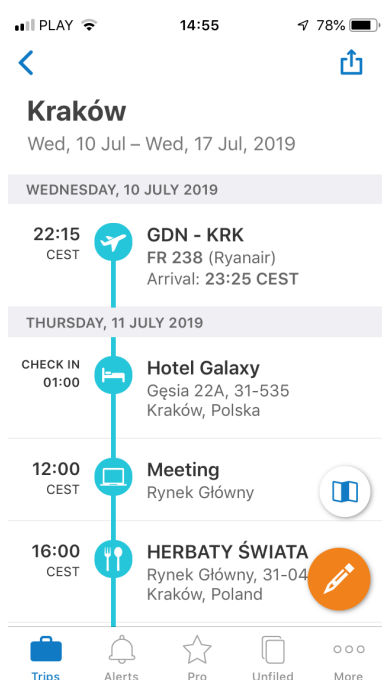 PLAY 14:55 78%
Kraków
Wed, 10 Jul – Wed, 17 Jul, 2019
WEDNESDAY, 10 JULY 2019
22:15 CEST
GDN - KRK
FR 238 (Ryanair)
Arrival: 23:25 CEST
THURSDAY, 11 JULY 2019
CHECK IN
01:00
Hotel Galaxy
Gęsia 22A, 31-535
Kraków, Polska
12:00
CEST
Meeting
Rynek Główny
16:00
CEST
HERBATY ŚWIATA
Rynek Główny, 31-04
Kraków, Poland
Trips Alerts Pro Unfiled More